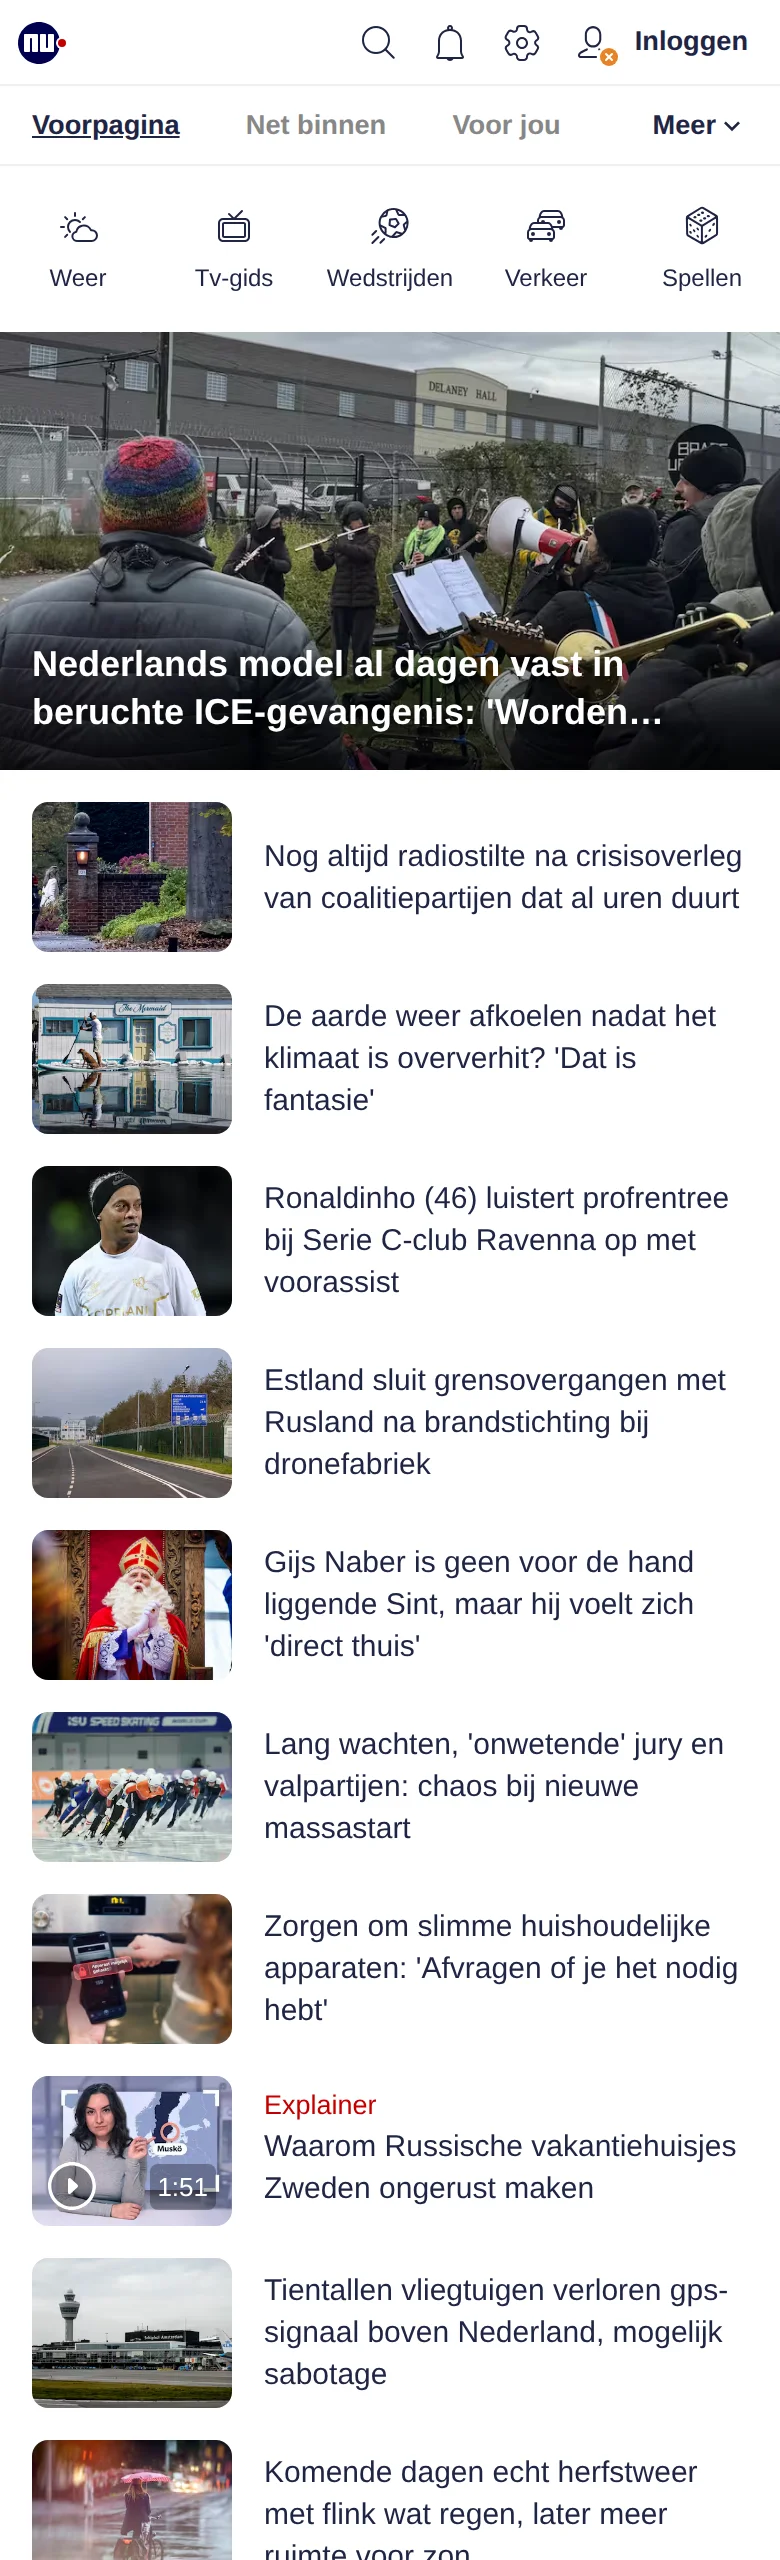 nu
Inloggen
Voorpagina
Net binnen
Voor jou
Meer
Weer
Tv-gids
Wedstrijden
Verkeer
Spellen
DELANEY HALL
Nederlands model al dagen vast in
beruchte ICE-gevangenis: 'Worden…
Nog altijd radiostilte na crisisoverleg
van coalitiepartijen dat al uren duurt
The Mermaid
De aarde weer afkoelen nadat het
klimaat is oververhit? 'Dat is
fantasie'
Ronaldinho (46) luistert profrentree
bij Serie C-club Ravenna op met
voorassist
Estland sluit grensovergangen met
Rusland na brandstichting bij
dronefabriek
Gijs Naber is geen voor de hand
liggende Sint, maar hij voelt zich
'direct thuis'
ISU SPEED SKATING
Lang wachten, 'onwetende' jury en
valpartijen: chaos bij nieuwe
massastart
nu
Zorgen om slimme huishoudelijke
apparaten: 'Afvragen of je het nodig
hebt'
Muskö
1:51
Explainer
Waarom Russische vakantiehuisjes
Zweden ongerust maken
Tientallen vliegtuigen verloren gps-
signaal boven Nederland, mogelijk
sabotage
Komende dagen echt herfstweer
met flink wat regen, later meer
ruimte voor zon